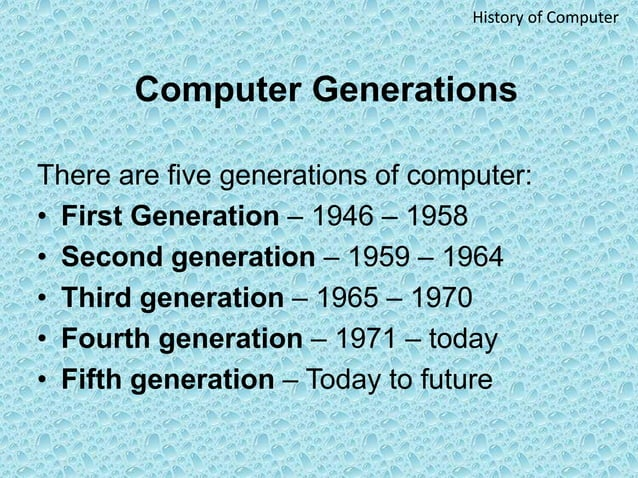 History of Computer
Computer Generations
There are five generations of computer:
• First Generation – 1946 – 1958
• Second generation – 1959 – 1964
• Third generation – 1965 – 1970
• Fourth generation – 1971 – today
• Fifth generation – Today to future